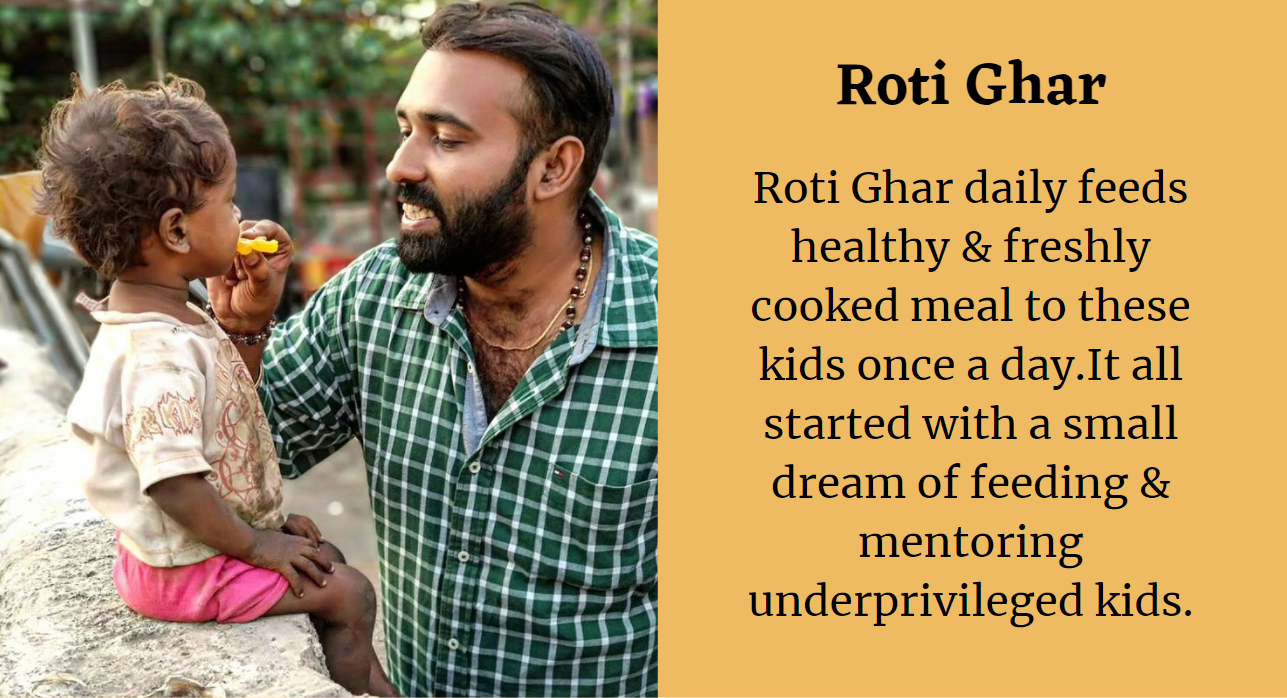 Roti Ghar
Roti Ghar daily feeds
healthy & freshly
cooked meal to these
kids once a day.It all
started with a small
dream of feeding &
mentoring
underprivileged kids.